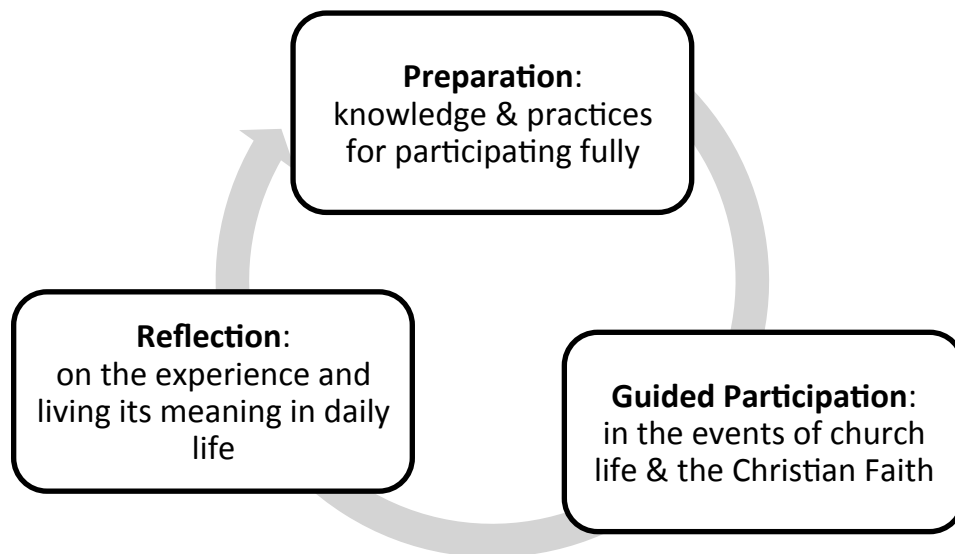 Preparation:
knowledge & practices
for participating fully
Guided Participation:
in the events of church
life & the Christian Faith
Reflection:
on the experience and
living its meaning in daily
life